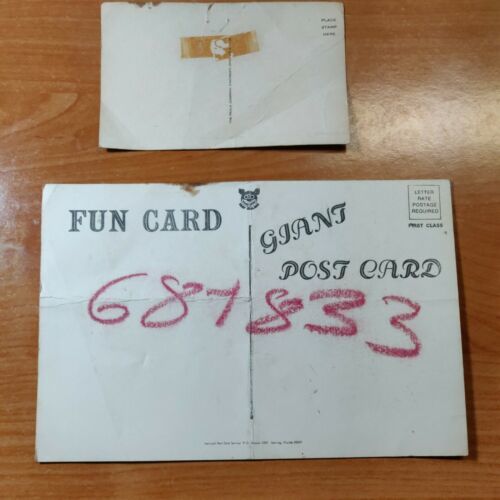 PLACE
STAMP
HERE
FUN CARD
GIANT
POST CARD
LETTER
RATE
POSTAGE
REQUIRED
FIRST CLASS
687833